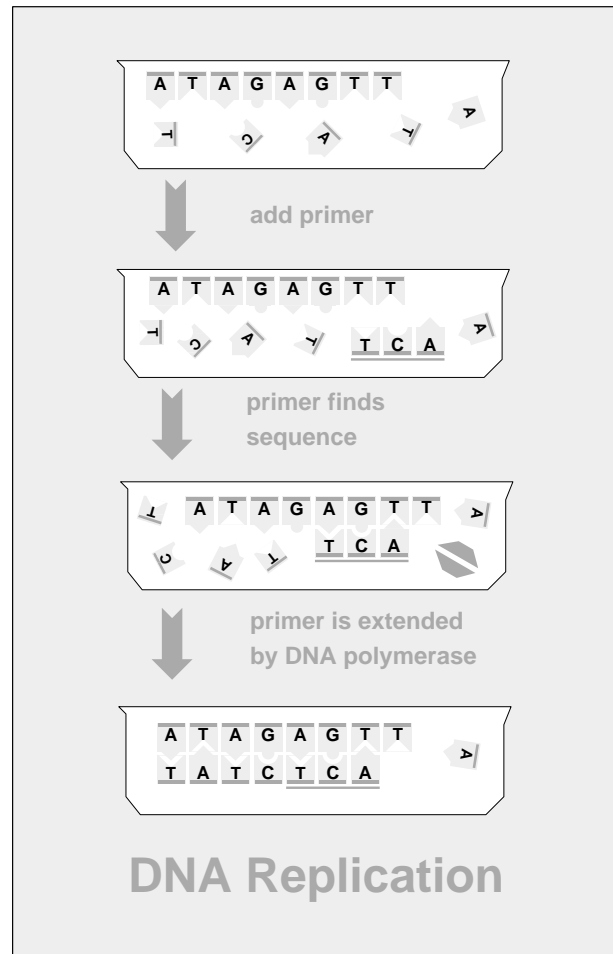 A T A G A G T T
T C A T A
add primer
A T A G A G T T
T C A T T C A A
primer finds
sequence
T A T A G A G T T A
C A T T C A
primer is extended
by DNA polymerase
A T A G A G T T
T A T C T C A A
DNA Replication